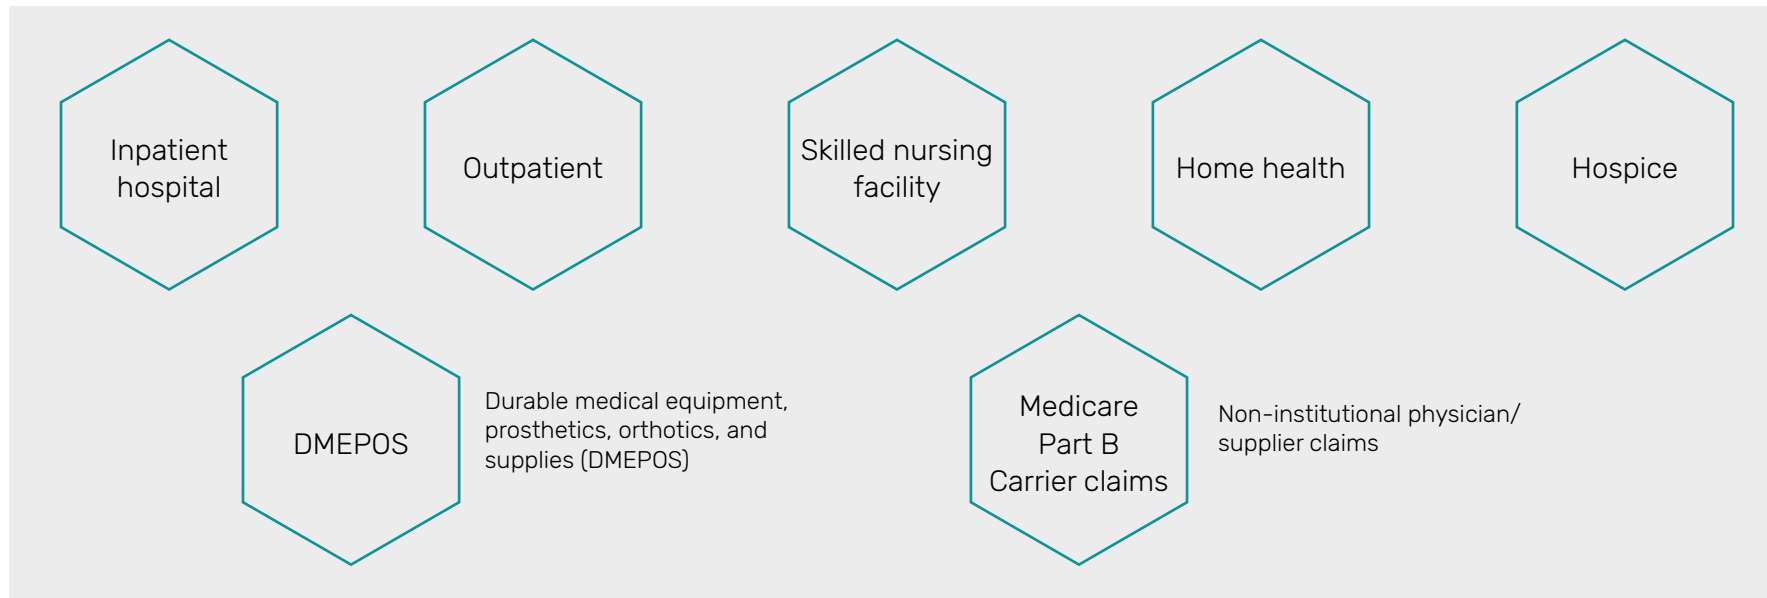 Inpatient
hospital
Outpatient
Skilled nursing
facility
Home health
Hospice
DMEPOS
Durable medical equipment,
prosthetics, orthotics, and
supplies (DMEPOS)
Medicare
Part B
Carrier claims
Non-institutional physician/
supplier claims